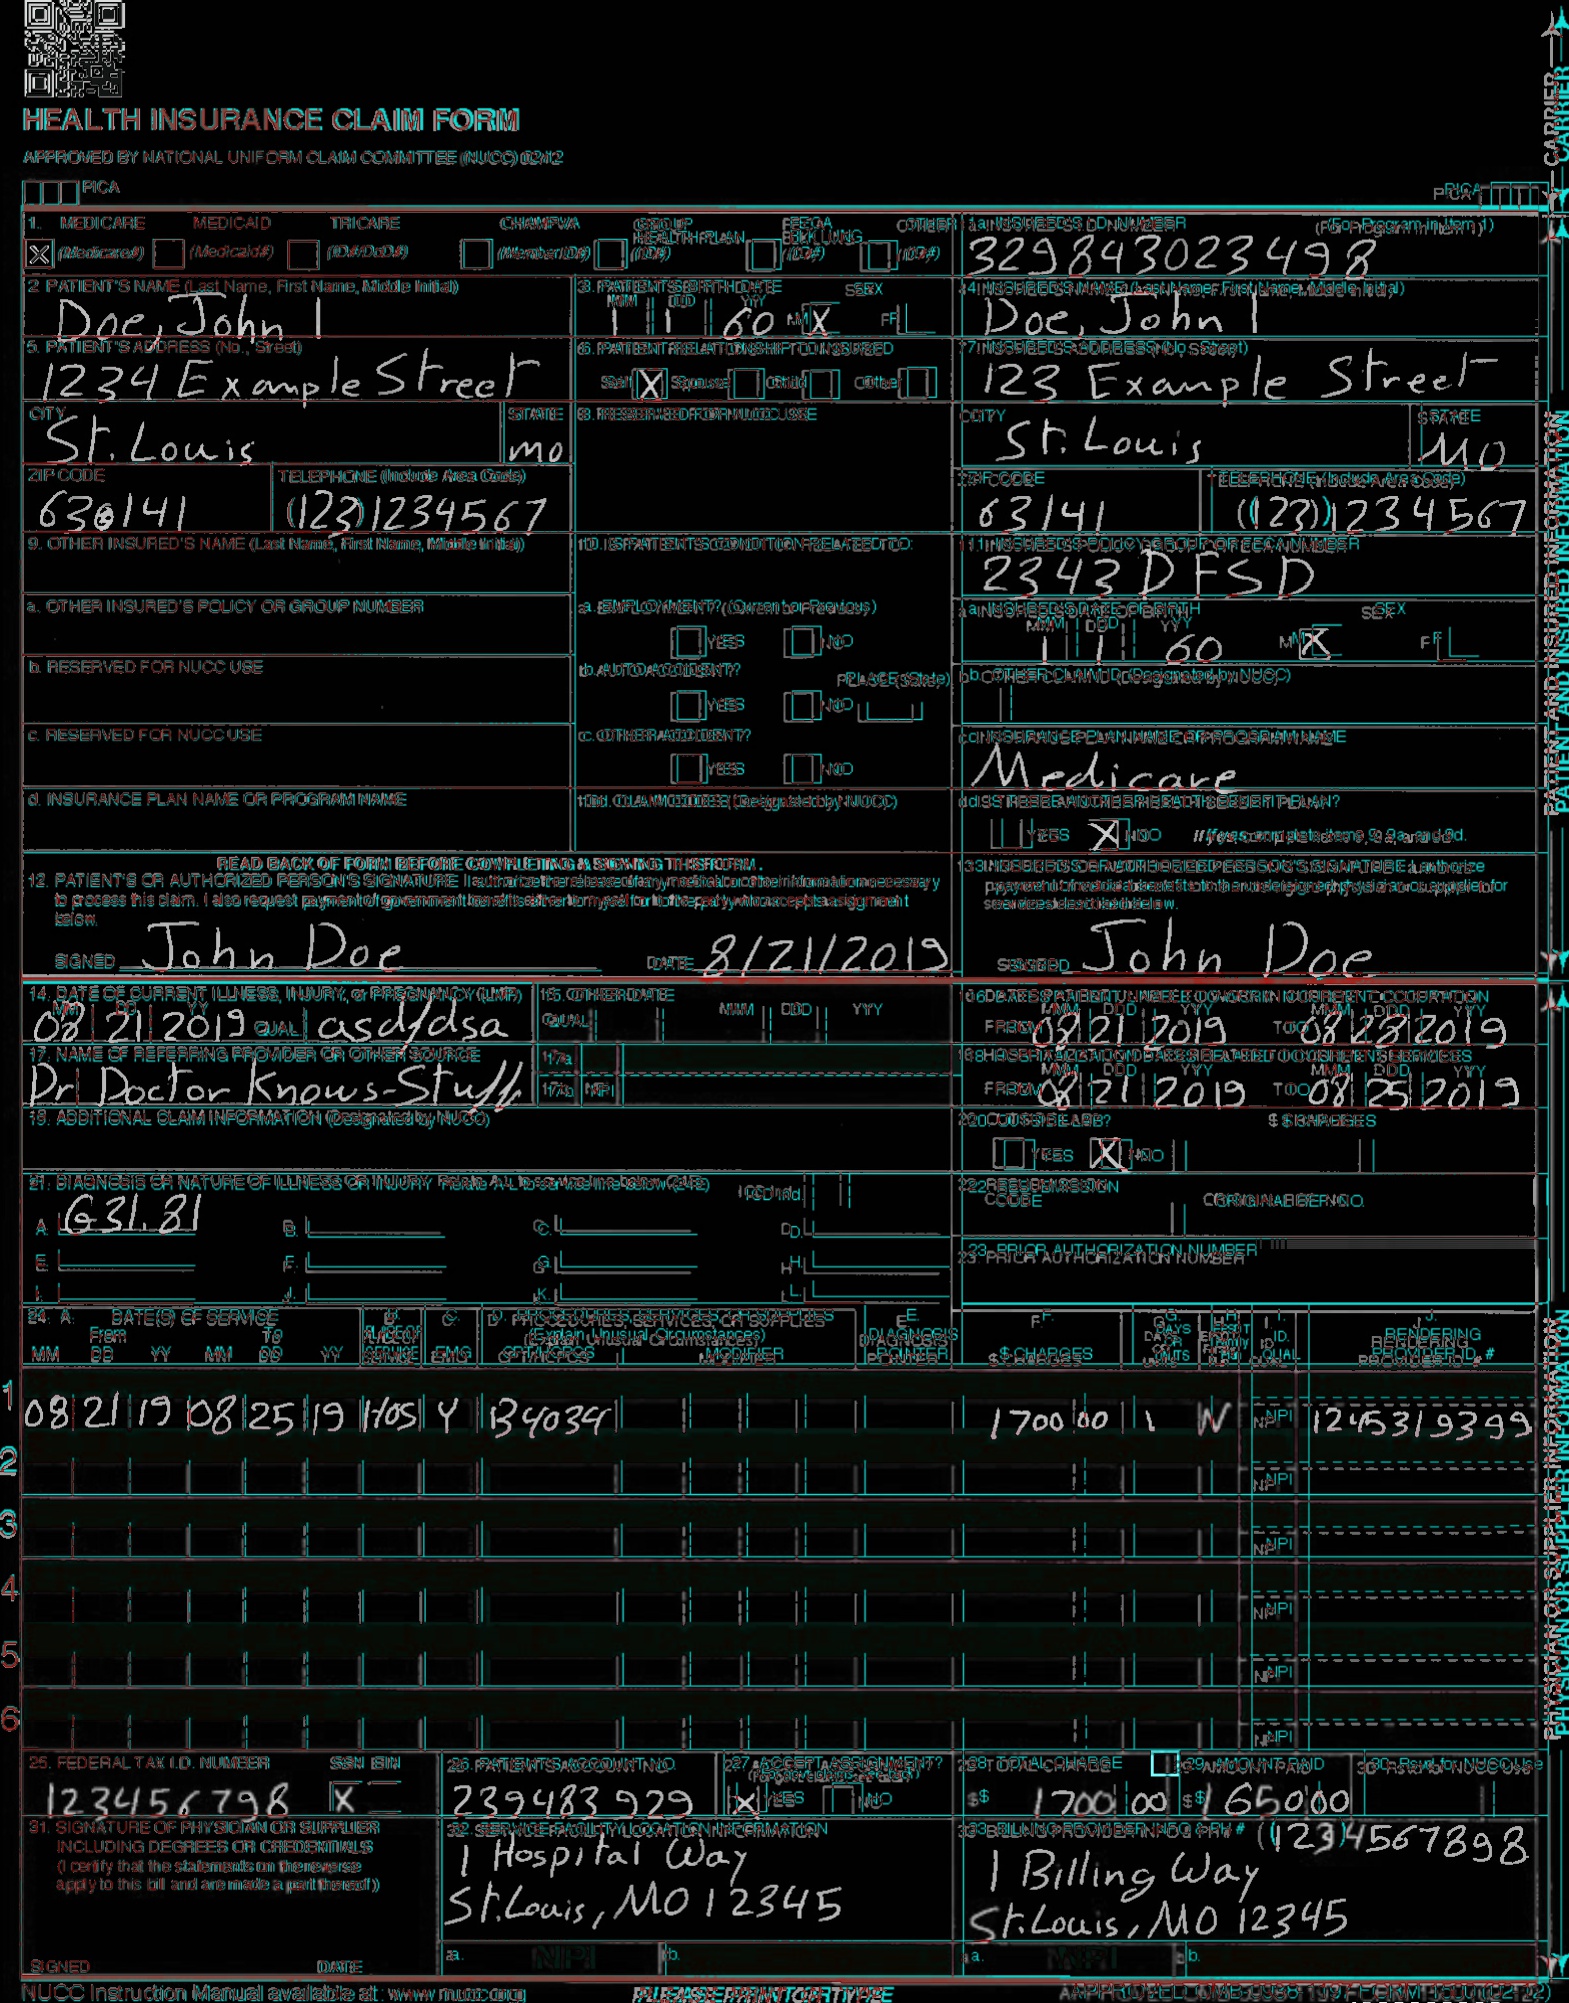 HEALTH INSURANCE CLAIM FORM
APPROVED BY NATIONAL UNIFORM CLAIM COMMITTEE (NUCC) 02/12
PICA PICA
CARRIER
1. MEDICARE MEDICAID TRICARE CHAMPVA GROUP HEALTH PLAN FECA BLK LUNG OTHER
X (Medicare#) (Medicaid#) (ID#/DoD#) (Member ID#) (ID#) (ID#) (ID#)
1a. INSURED'S I.D. NUMBER (For Program in Item 1)
329843023498
2. PATIENT'S NAME (Last Name, First Name, Middle Initial)
Doe, John I
3. PATIENT'S BIRTH DATE SEX
MM DD YY
1 1 60 M X F
4. INSURED'S NAME (Last Name, First Name, Middle Initial)
Doe, John I
5. PATIENT'S ADDRESS (No., Street)
1234 Example Street
6. PATIENT RELATIONSHIP TO INSURED
Self X Spouse Child Other
7. INSURED'S ADDRESS (No., Street)
123 Example Street
CITY STATE
St. Louis MO
8. RESERVED FOR NUCC USE
CITY STATE
St. Louis MO
ZIP CODE TELEPHONE (Include Area Code)
(123) 1234567
ZIP CODE TELEPHONE (Include Area Code)
63141 (123) 1234567
9. OTHER INSURED'S NAME (Last Name, First Name, Middle Initial)
10. IS PATIENT'S CONDITION RELATED TO:
11. INSURED'S POLICY GROUP OR FECA NUMBER
2343DFSD
a. OTHER INSURED'S POLICY OR GROUP NUMBER
a. EMPLOYMENT? (Current or Previous)
YES NO
a. INSURED'S DATE OF BIRTH SEX
MM DD YY
1 1 60 M X F
b. RESERVED FOR NUCC USE
b. AUTO ACCIDENT? PLACE (State)
YES NO
b. OTHER CLAIM ID (Designated by NUCC)
c. RESERVED FOR NUCC USE
c. OTHER ACCIDENT?
YES NO
c. INSURANCE PLAN NAME OR PROGRAM NAME
Medicare
d. INSURANCE PLAN NAME OR PROGRAM NAME
10d. CLAIM CODES (Designated by NUCC)
d. IS THERE ANOTHER HEALTH BENEFIT PLAN?
YES X NO If yes, complete items 9, 9a, and 9d.
READ BACK OF FORM BEFORE COMPLETING & SIGNING THIS FORM.
12. PATIENT'S OR AUTHORIZED PERSON'S SIGNATURE I authorize the release of any medical or other information necessary
to process this claim. I also request payment of government benefits either to myself or to the party who accepts assignment
below.
SIGNED John Doe DATE 8/21/2019
13. INSURED'S OR AUTHORIZED PERSON'S SIGNATURE I authorize
payment of medical benefits to the undersigned physician or supplier for
services described below.
SIGNED John Doe
PATIENT AND INSURED INFORMATION
14. DATE OF CURRENT ILLNESS, INJURY, or PREGNANCY (LMP)
MM DD YY
08 21 2019 QUAL. asd/dsa
15. OTHER DATE
QUAL. MM DD YY
16. DATES PATIENT UNABLE TO WORK IN CURRENT OCCUPATION
MM DD YY MM DD YY
FROM 08 21 2019 TO 08 23 2019
17. NAME OF REFERRING PROVIDER OR OTHER SOURCE
Dr Doctor Knows-Stuff
17a.
17b. NPI
18. HOSPITALIZATION DATES RELATED TO CURRENT SERVICES
MM DD YY MM DD YY
FROM 08 21 2019 TO 08 25 2019
19. ADDITIONAL CLAIM INFORMATION (Designated by NUCC)
20. OUTSIDE LAB? $ CHARGES
YES X NO
21. DIAGNOSIS OR NATURE OF ILLNESS OR INJURY Relate A-L to service line below (24E) ICD Ind.
A. G31.81 B. C. D.
E. F. G. H.
I. J. K. L.
22. RESUBMISSION
CODE ORIGINAL REF. NO.
23. PRIOR AUTHORIZATION NUMBER
24. A. DATE(S) OF SERVICE
From To
MM DD YY MM DD YY
B. PLACE OF SERVICE
C. EMG
D. PROCEDURES, SERVICES, OR SUPPLIES
(Explain Unusual Circumstances)
CPT/HCPCS MODIFIER
E. DIAGNOSIS POINTER
F. $ CHARGES
G. DAYS OR UNITS
H. EPSDT Family Plan
I. ID. QUAL.
J. RENDERING PROVIDER ID. #
1 08 21 19 08 25 19 HOS Y B4034 1700 00 1 N NPI 1245319399
2 NPI
3 NPI
4 NPI
5 NPI
6 NPI
PHYSICIAN OR SUPPLIER INFORMATION
25. FEDERAL TAX I.D. NUMBER SSN EIN
123456798 X
26. PATIENT'S ACCOUNT NO.
239483929
27. ACCEPT ASSIGNMENT?
(For govt. claims, see back)
X YES NO
28. TOTAL CHARGE
$ 1700 00
29. AMOUNT PAID
$ 1650 00
30. Rsvd for NUCC Use
31. SIGNATURE OF PHYSICIAN OR SUPPLIER
INCLUDING DEGREES OR CREDENTIALS
(I certify that the statements on the reverse
apply to this bill and are made a part thereof.)
SIGNED DATE
32. SERVICE FACILITY LOCATION INFORMATION
1 Hospital Way
St. Louis, MO 12345
a. NPI b.
33. BILLING PROVIDER INFO & PH # (123) 4567898
1 Billing Way
St. Louis, MO 12345
a. NPI b.
NUCC Instruction Manual available at: www.nucc.org
PLEASE PRINT OR TYPE
APPROVED OMB-0938-1197 FORM 1500 (02-12)